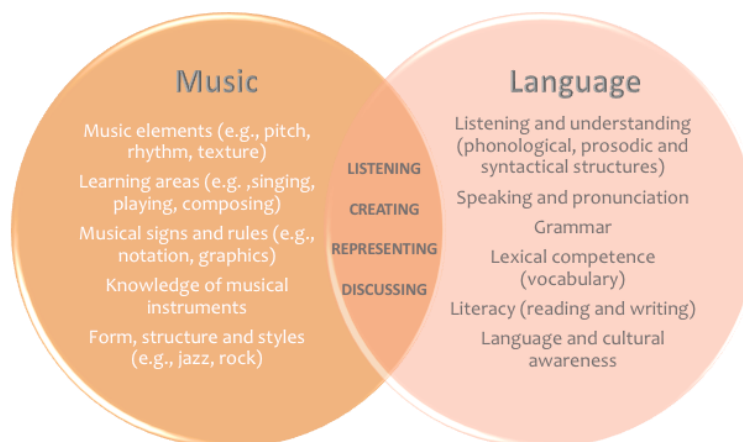 Music
Music elements (e.g., pitch,
rhythm, texture)
Learning areas (e.g. ,singing,
playing, composing)
Musical signs and rules (e.g.,
notation, graphics)
Knowledge of musical
instruments
Form, structure and styles
(e.g., jazz, rock)
LISTENING
CREATING
REPRESENTING
DISCUSSING
Language
Listening and understanding
(phonological, prosodic and
syntactical structures)
Speaking and pronunciation
Grammar
Lexical competence
(vocabulary)
Literacy (reading and writing)
Language and cultural
awareness